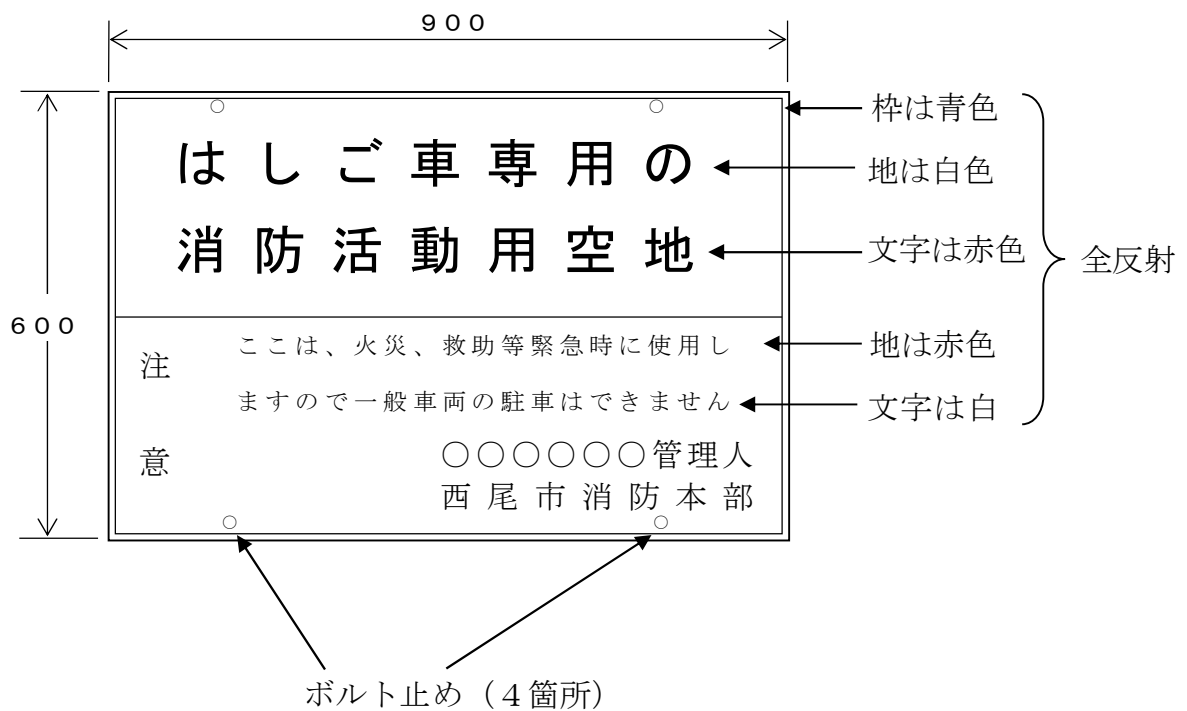 ９００
枠は青色
はしご車専用の
地は白色
消防活動用空地
文字は赤色
全反射
６００
注意
ここは、火災、救助等緊急時に使用し
地は赤色
ますので一般車両の駐車はできません
文字は白
○○○○○○管理人
西尾市消防本部
ボルト止め（４箇所）